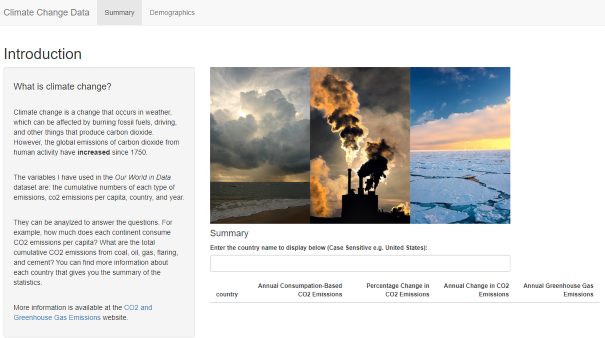 Climate Change Data Summary Demographics
Introduction
What is climate change?
Climate change is a change that occurs in weather,
which can be affected by burning fossil fuels, driving,
and other things that produce carbon dioxide.
However, the global emissions of carbon dioxide from
human activity have increased since 1750.
The variables I have used in the Our World in Data
dataset are: the cumulative numbers of each type of
emissions, co2 emissions per capita, country, and year.
They can be anaylzied to answer the questions. For
example, how much does each continent consume
CO2 emissions per capita? What are the total
cumulative CO2 emissions from coal, oil, gas, flaring,
and cement? You can find more information about
each country that gives you the summary of the
statistics.
More information is available at the CO2 and
Greenhouse Gas Emissions website.
Summary
Enter the country name to display below (Case Sensitive e.g. United States):
country
Annual Consumpation-Based
CO2 Emissions
Percentage Change in
CO2 Emissions
Annual Change in CO2
Emissions
Annual Greenhouse Gas
Emissions